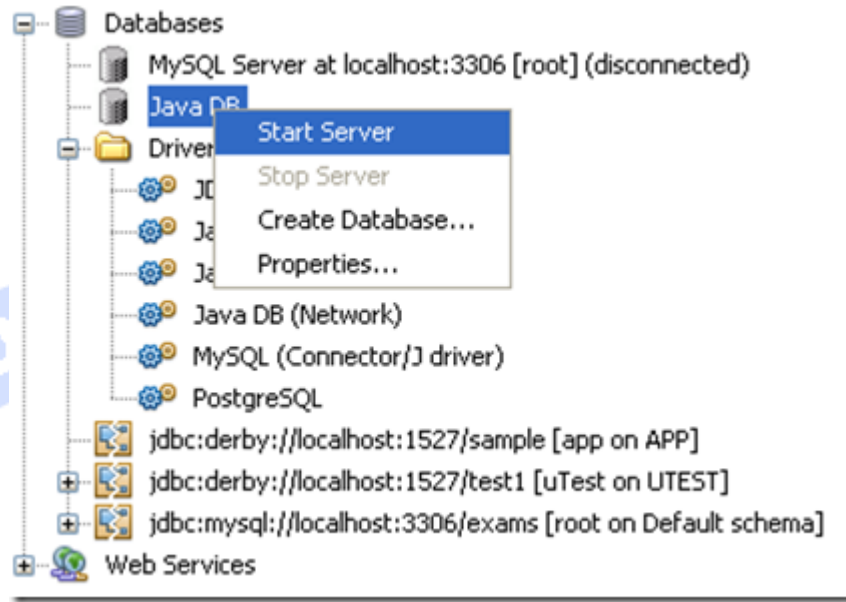 Databases
MySQL Server at localhost:3306 [root] (disconnected)
Java DB
Start Server
Stop Server
Create Database...
Properties...
Java DB (Network)
MySQL (Connector/J driver)
PostgreSQL
jdbc:derby://localhost:1527/sample [app on APP]
jdbc:derby://localhost:1527/test1 [uTest on UTEST]
jdbc:mysql://localhost:3306/exams [root on Default schema]
Web Services